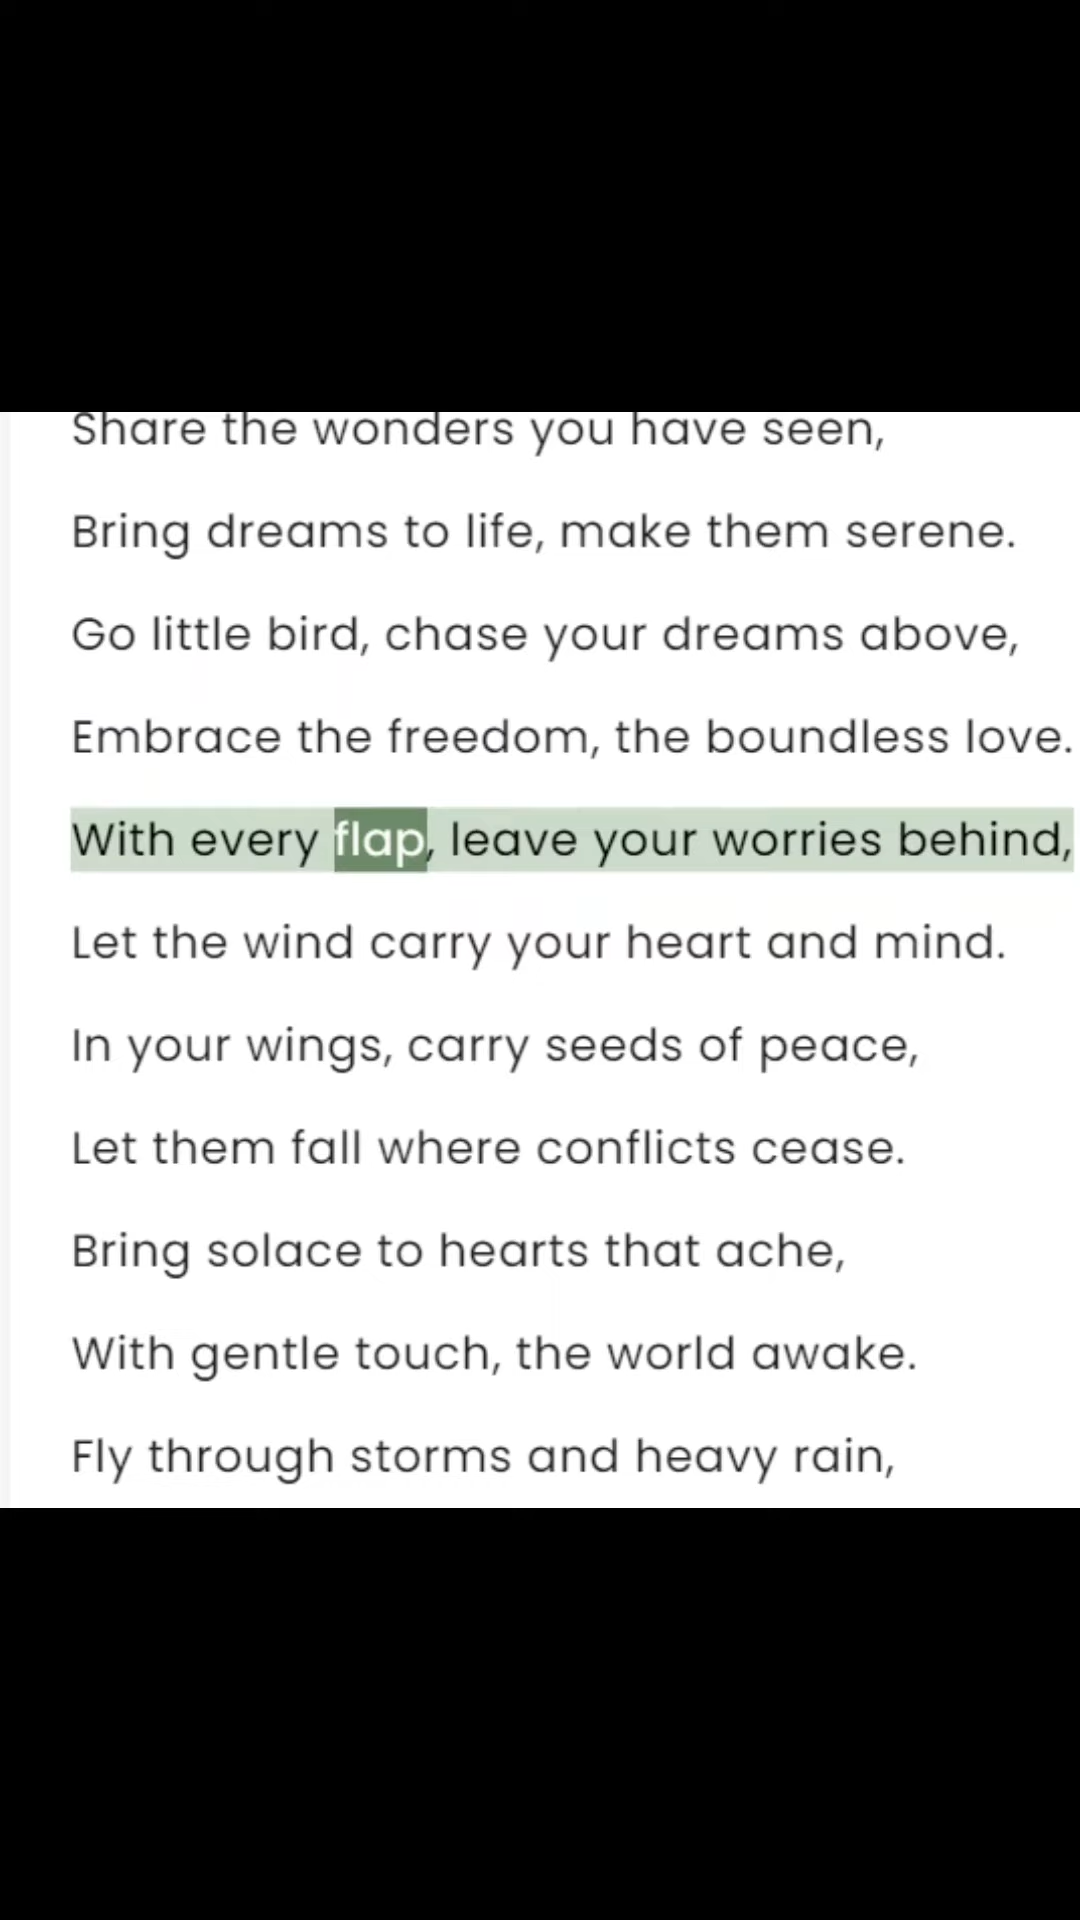 Share the wonders you have seen,
Bring dreams to life, make them serene.
Go little bird, chase your dreams above,
Embrace the freedom, the boundless love.
With every flap, leave your worries behind,
Let the wind carry your heart and mind.
In your wings, carry seeds of peace,
Let them fall where conflicts cease.
Bring solace to hearts that ache,
With gentle touch, the world awake.
Fly through storms and heavy rain,